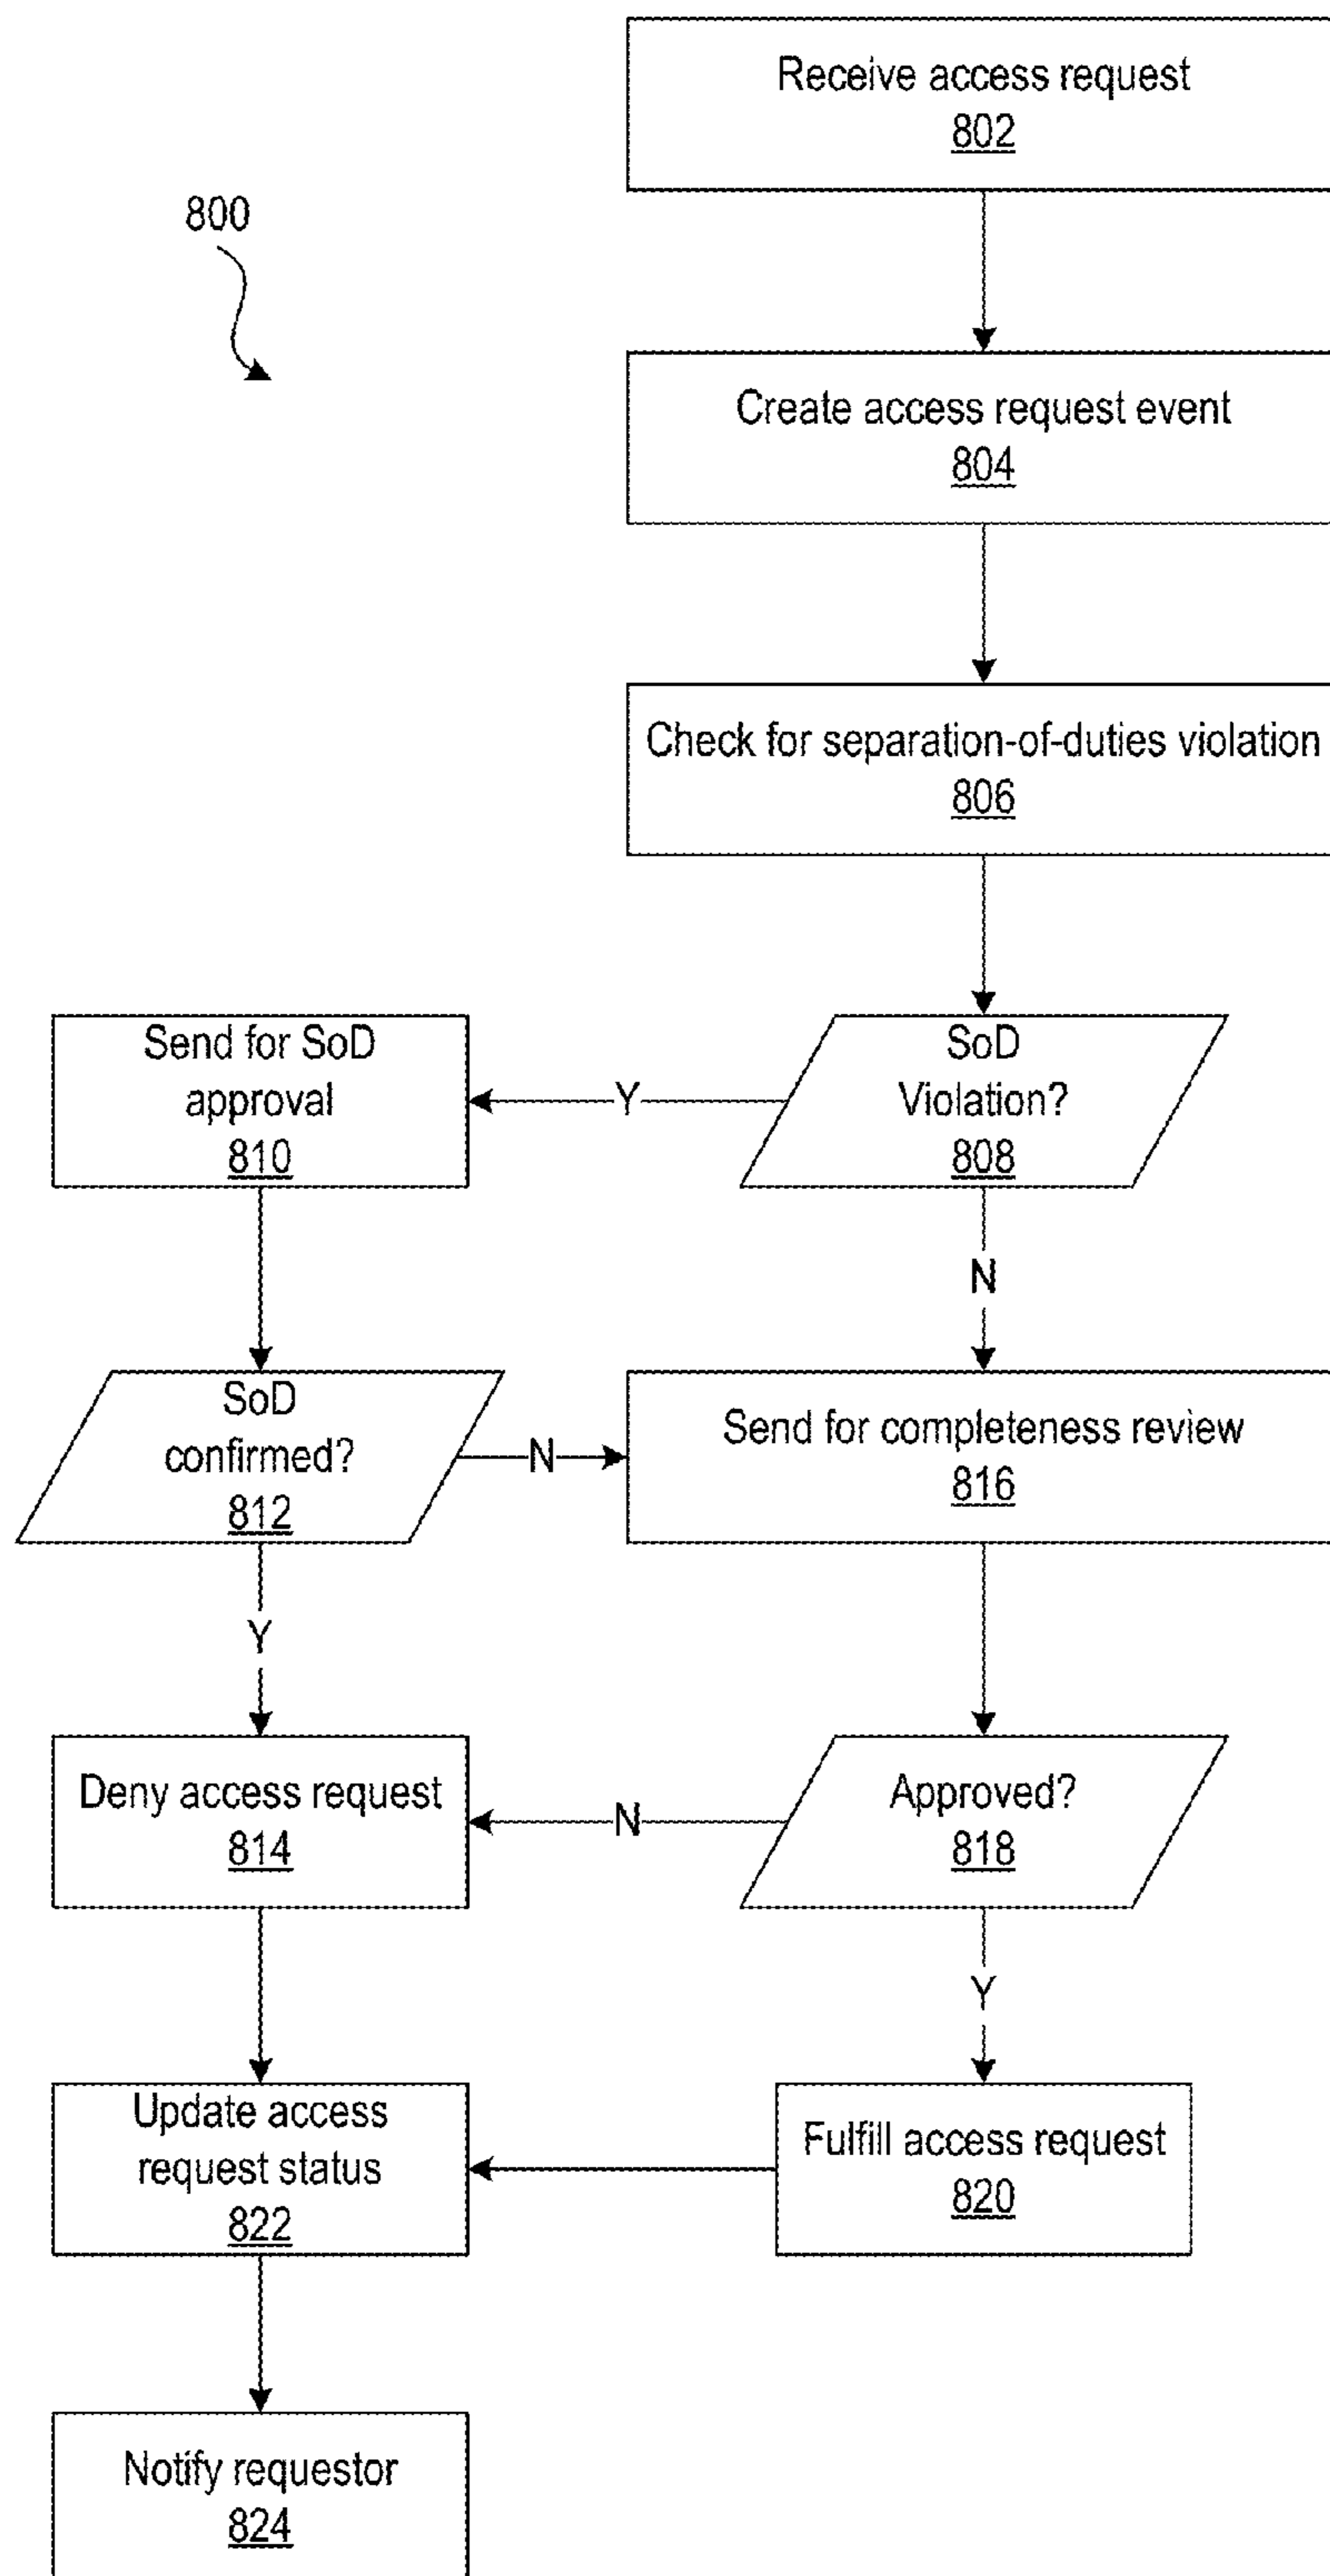 Receive access request
802
800
Create access request event
804
Check for separation-of-duties violation
806
Send for SoD
approval
810
Y
SoD
Violation?
808
N
SoD
confirmed?
812
N
Send for completeness review
816
Y
Deny access request
814
N
Approved?
818
Y
Update access
request status
822
Fulfill access request
820
Notify requestor
824